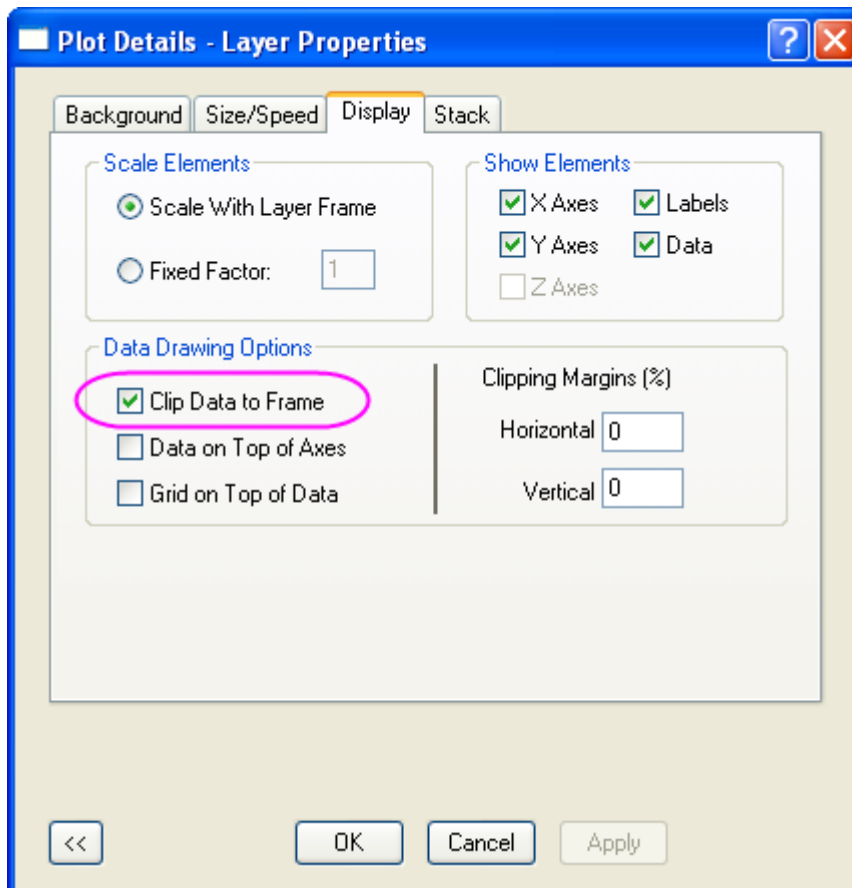 Plot Details - Layer Properties
?
Background Size/Speed Display Stack
Scale Elements
Scale With Layer Frame
Fixed Factor: 1
Show Elements
X Axes Labels
Y Axes Data
Z Axes
Data Drawing Options
Clip Data to Frame
Data on Top of Axes
Grid on Top of Data
Clipping Margins (%)
Horizontal 0
Vertical 0
<< OK Cancel Apply